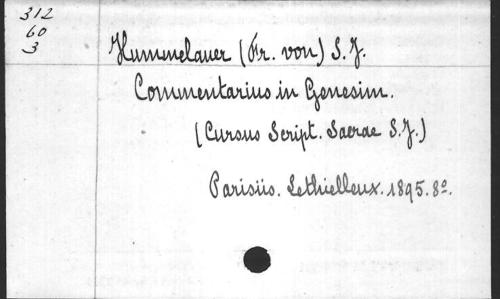 312
60
3
Hummelauer (Fr. von) S. J.
Commentarius in Genesim.
(Cursus Script. Sacrae S. J.)
Parisiis. Lethielleux. 1895. 8º.